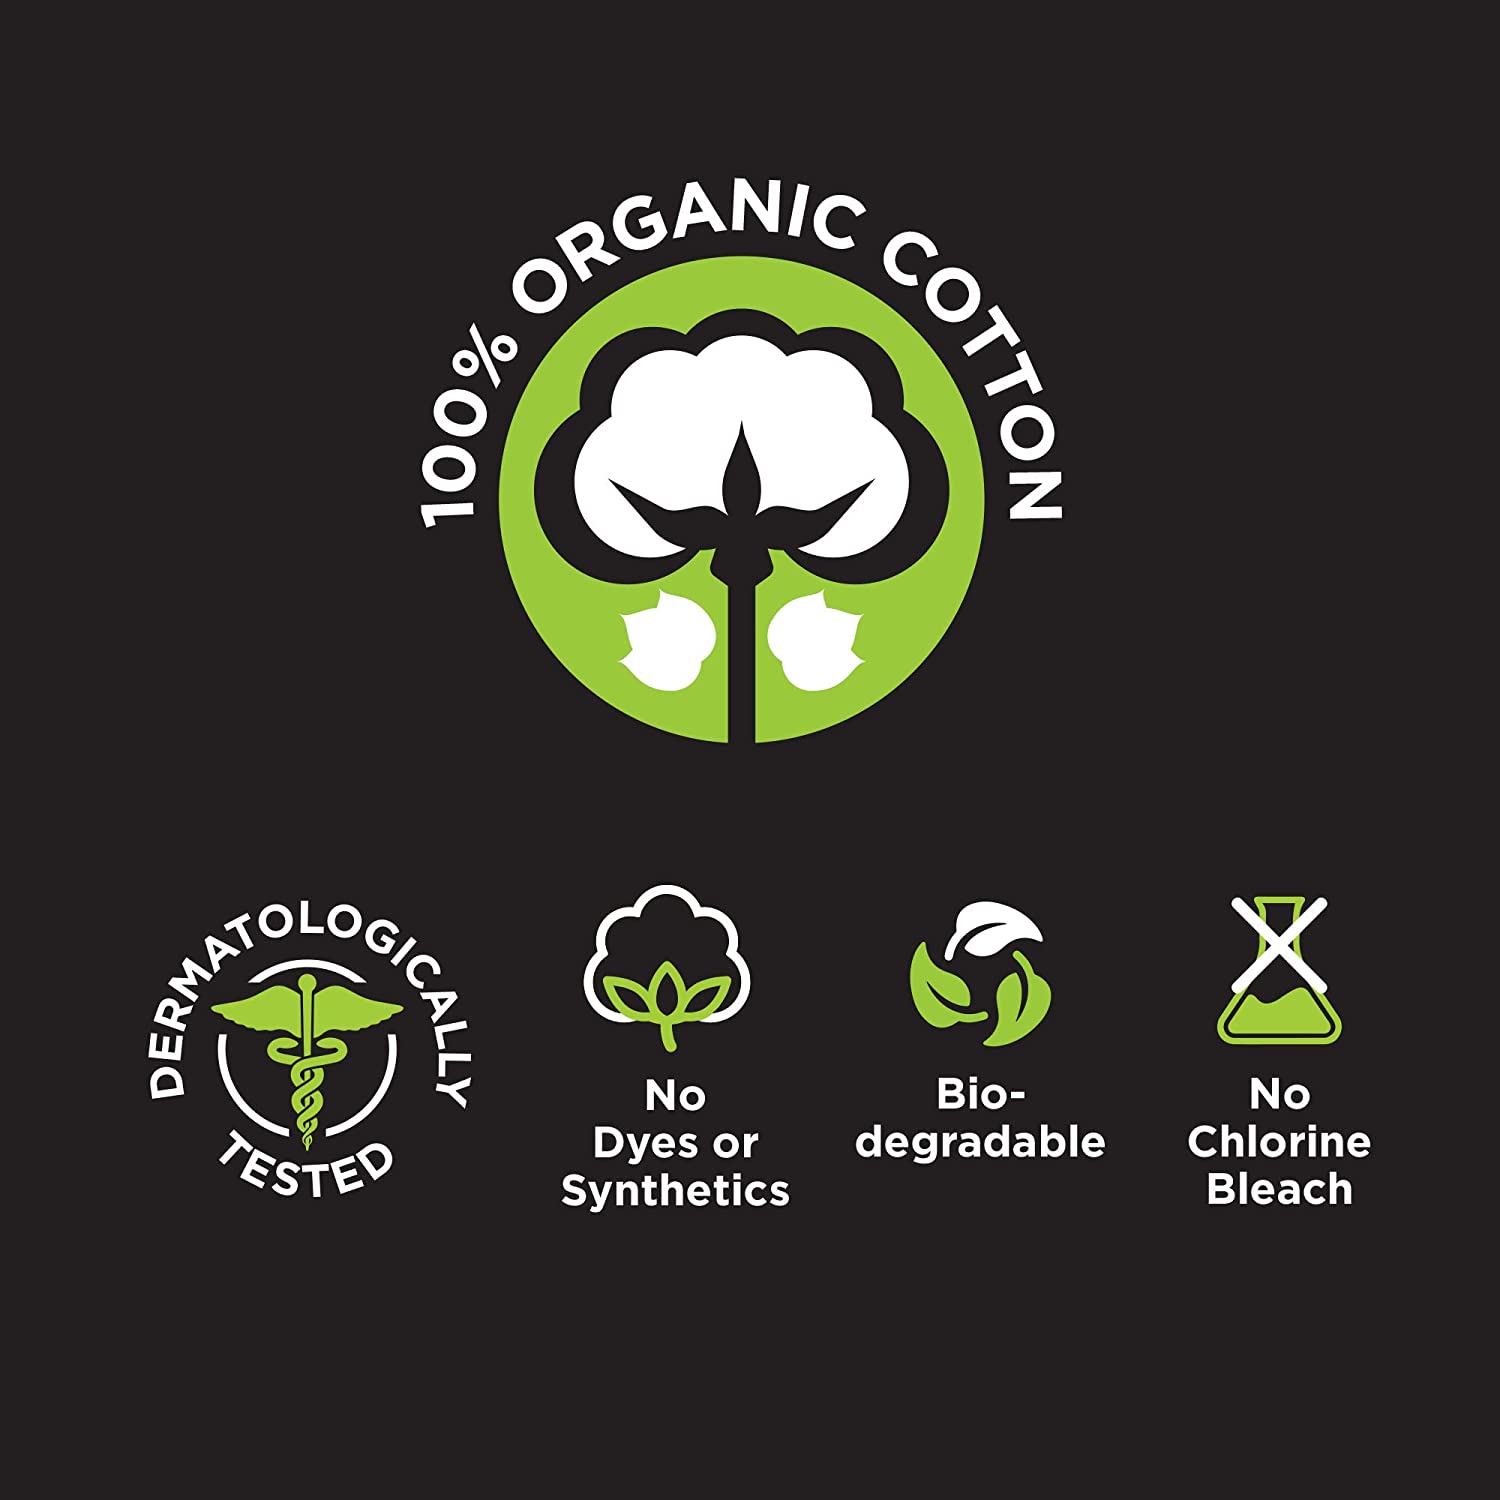 100% ORGANIC COTTON
DERMATOLOGICALLY
TESTED
No
Dyes or
Synthetics
Bio-
degradable
No
Chlorine
Bleach